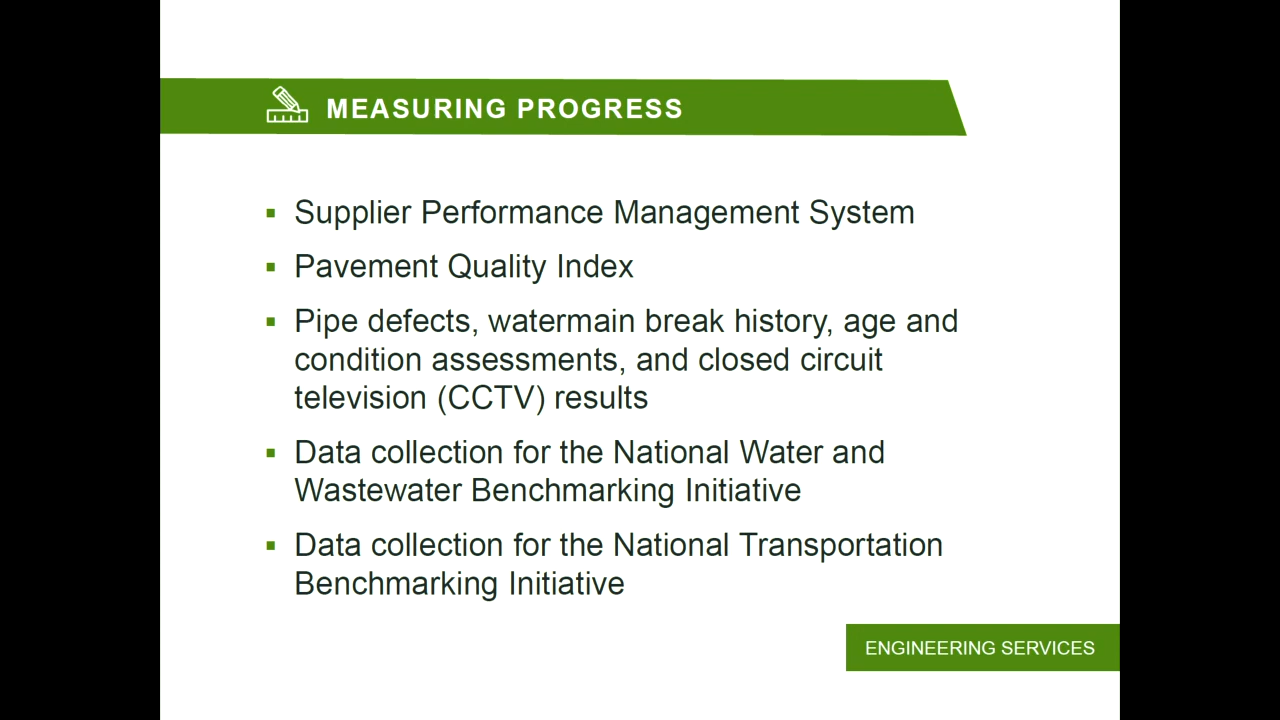 MEASURING PROGRESS
▪ Supplier Performance Management System
▪ Pavement Quality Index
▪ Pipe defects, watermain break history, age and
condition assessments, and closed circuit
television (CCTV) results
▪ Data collection for the National Water and
Wastewater Benchmarking Initiative
▪ Data collection for the National Transportation
Benchmarking Initiative
ENGINEERING SERVICES